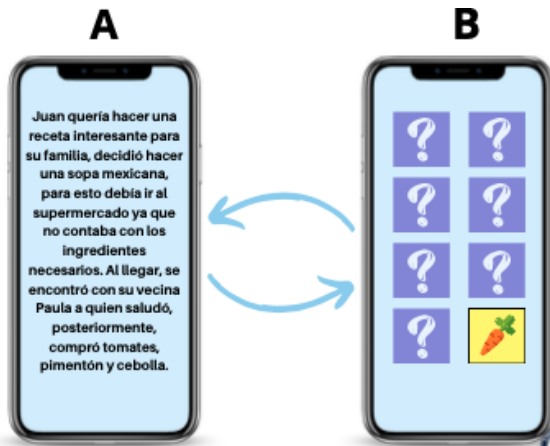 A
B
Juan quería hacer una
receta interesante para
su familia, decidió hacer
una sopa mexicana,
para esto debía ir al
supermercado ya que
no contaba con los
ingredientes
necesarios. Al llegar, se
encontró con su vecina
Paula a quien saludó,
posteriormente,
compró tomates,
pimentón y cebolla.
? ?
? ?
? ?
?